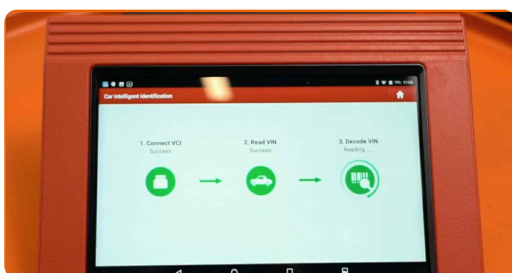 Car intelligent identification
1. Connect VCI
Success
2. Read VIN
Success
3. Decode VIN
Reading.....